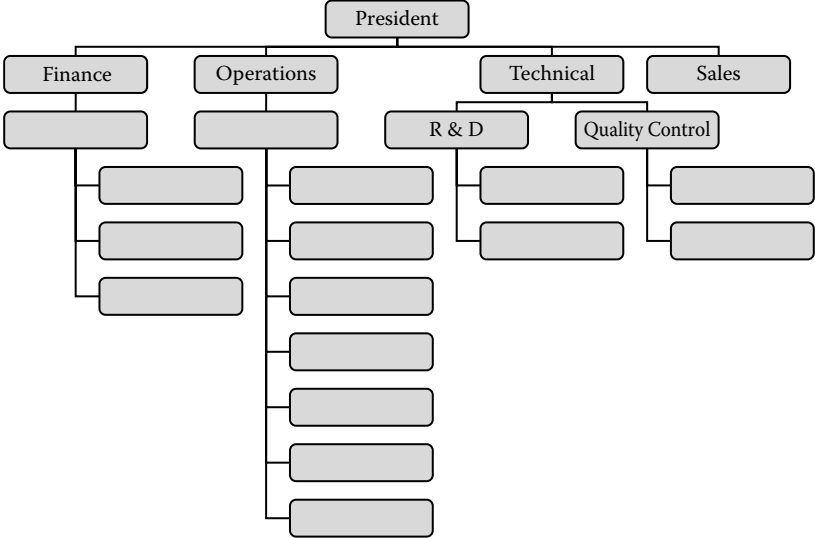 President
Finance
Operations
Technical
Sales
R & D
Quality Control